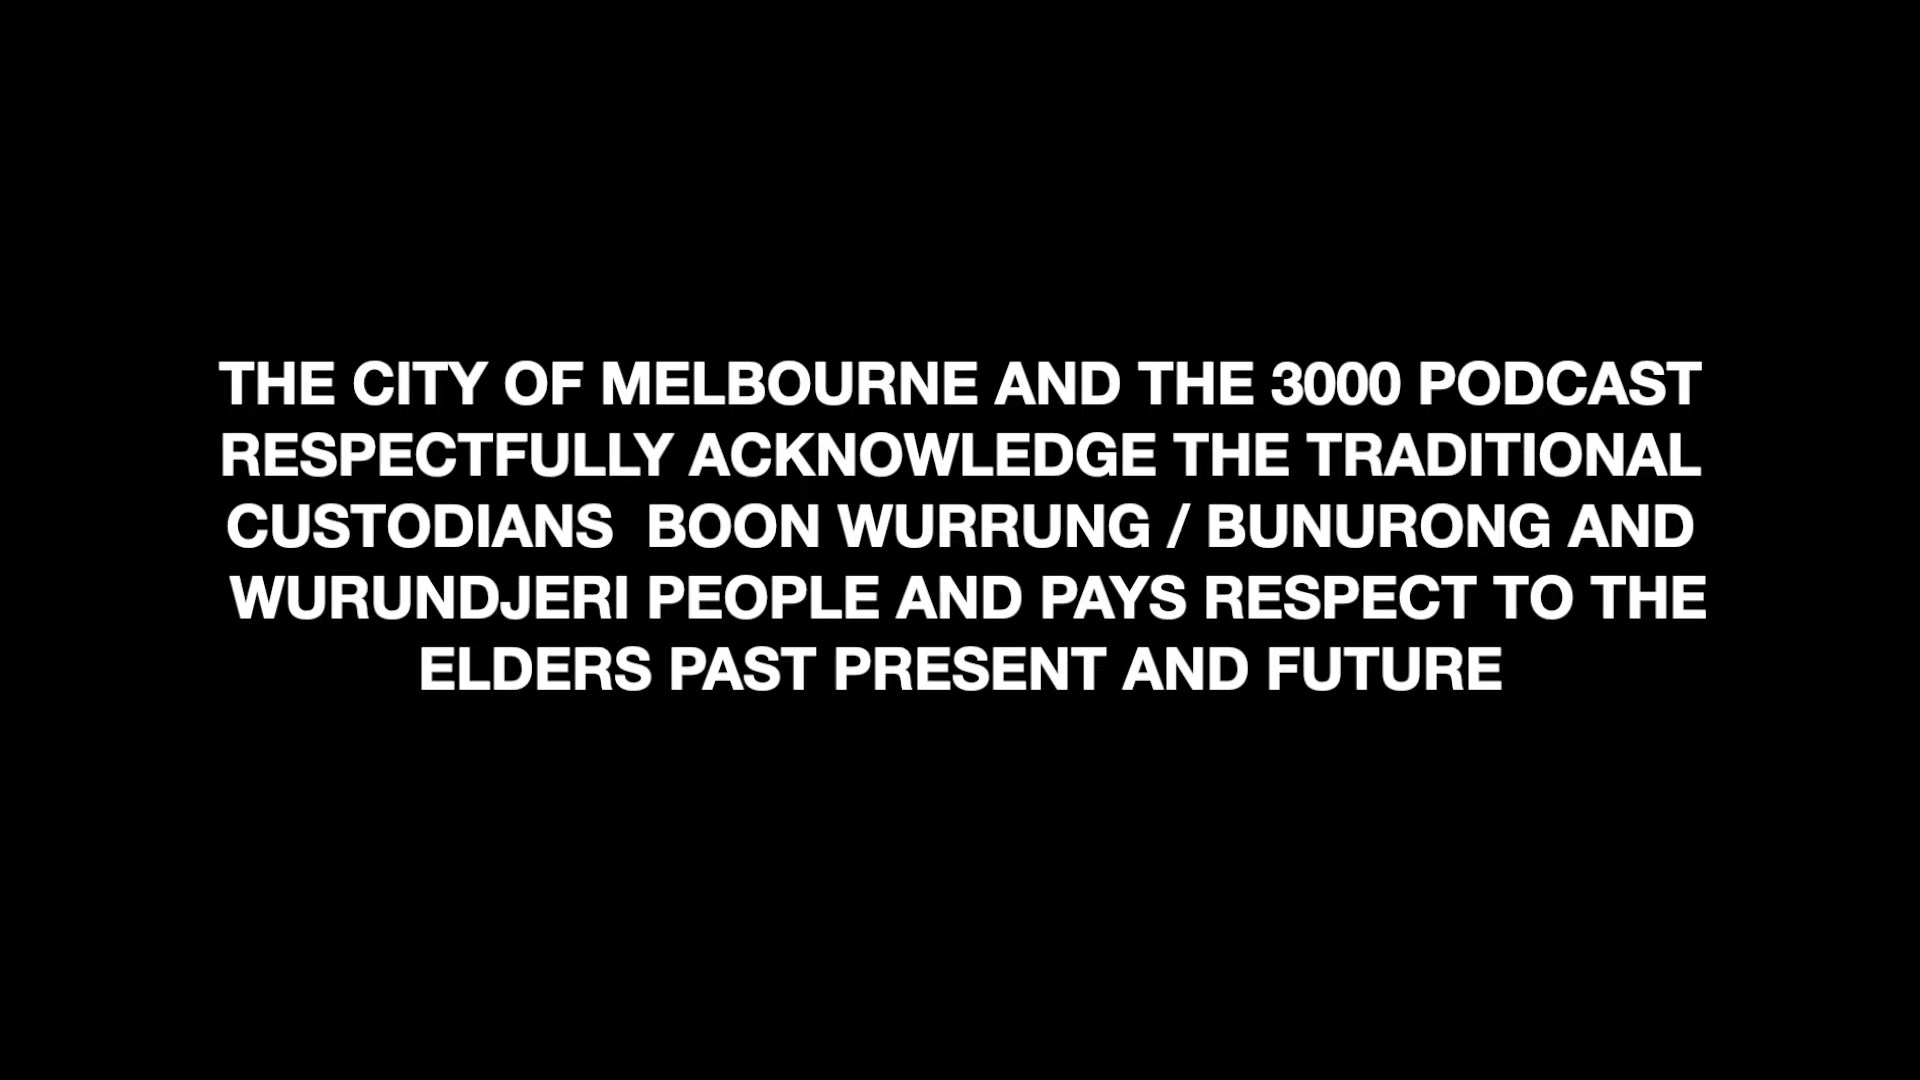 THE CITY OF MELBOURNE AND THE 3000 PODCAST
RESPECTFULLY ACKNOWLEDGE THE TRADITIONAL
CUSTODIANS  BOON WURRUNG / BUNURONG AND
WURUNDJERI PEOPLE AND PAYS RESPECT TO THE
ELDERS PAST PRESENT AND FUTURE